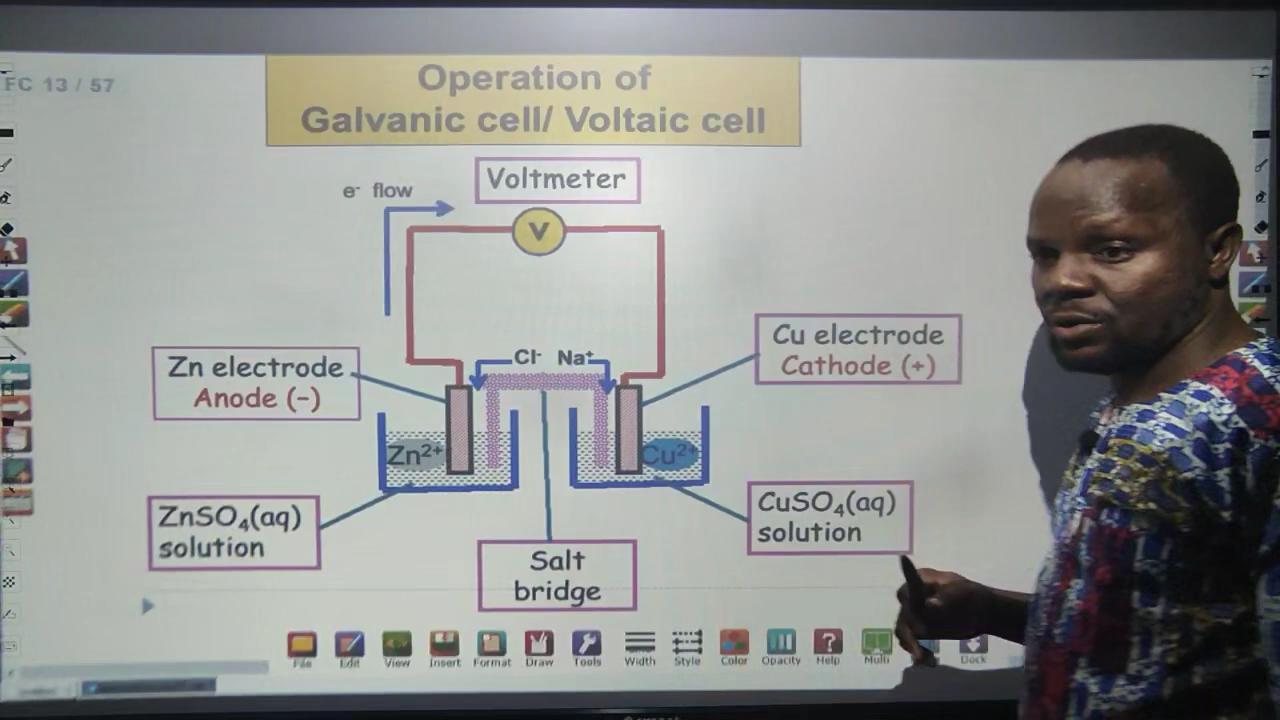 FC 13 / 57
Operation of
Galvanic cell/ Voltaic cell
Voltmeter
e⁻ flow
V
Cl⁻ Na⁺
Zn electrode
Anode (−)
Cu electrode
Cathode (+)
Zn²⁺
Cu²⁺
ZnSO₄(aq)
solution
CuSO₄(aq)
solution
Salt
bridge
File Edit View Insert Format Draw Tools Width Style Color Opacity Help Multi Dock